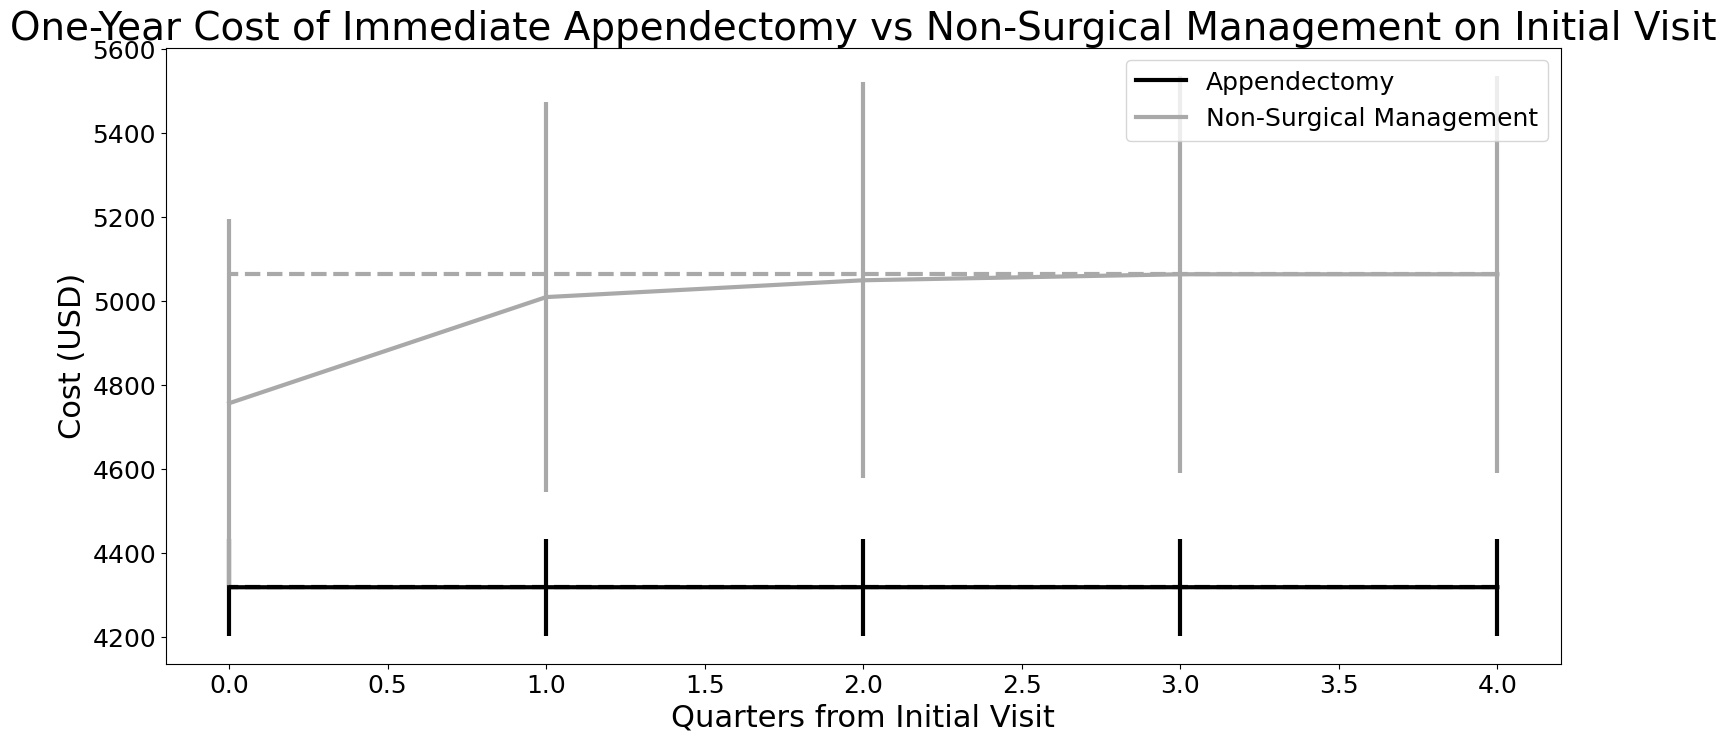 One-Year Cost of Immediate Appendectomy vs Non-Surgical Management on Initial Visit
Appendectomy
Non-Surgical Management
Cost (USD)
5600
5400
5200
5000
4800
4600
4400
4200
0.0 0.5 1.0 1.5 2.0 2.5 3.0 3.5 4.0
Quarters from Initial Visit